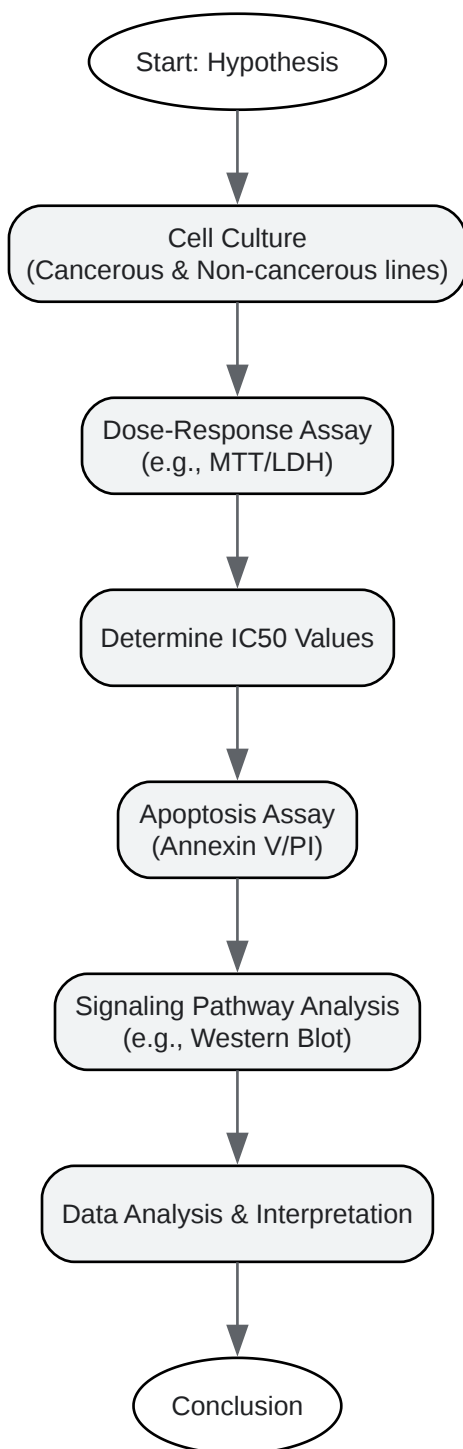 Start: Hypothesis
Cell Culture
(Cancerous & Non-cancerous lines)
Dose-Response Assay
(e.g., MTT/LDH)
Determine IC50 Values
Apoptosis Assay
(Annexin V/PI)
Signaling Pathway Analysis
(e.g., Western Blot)
Data Analysis & Interpretation
Conclusion